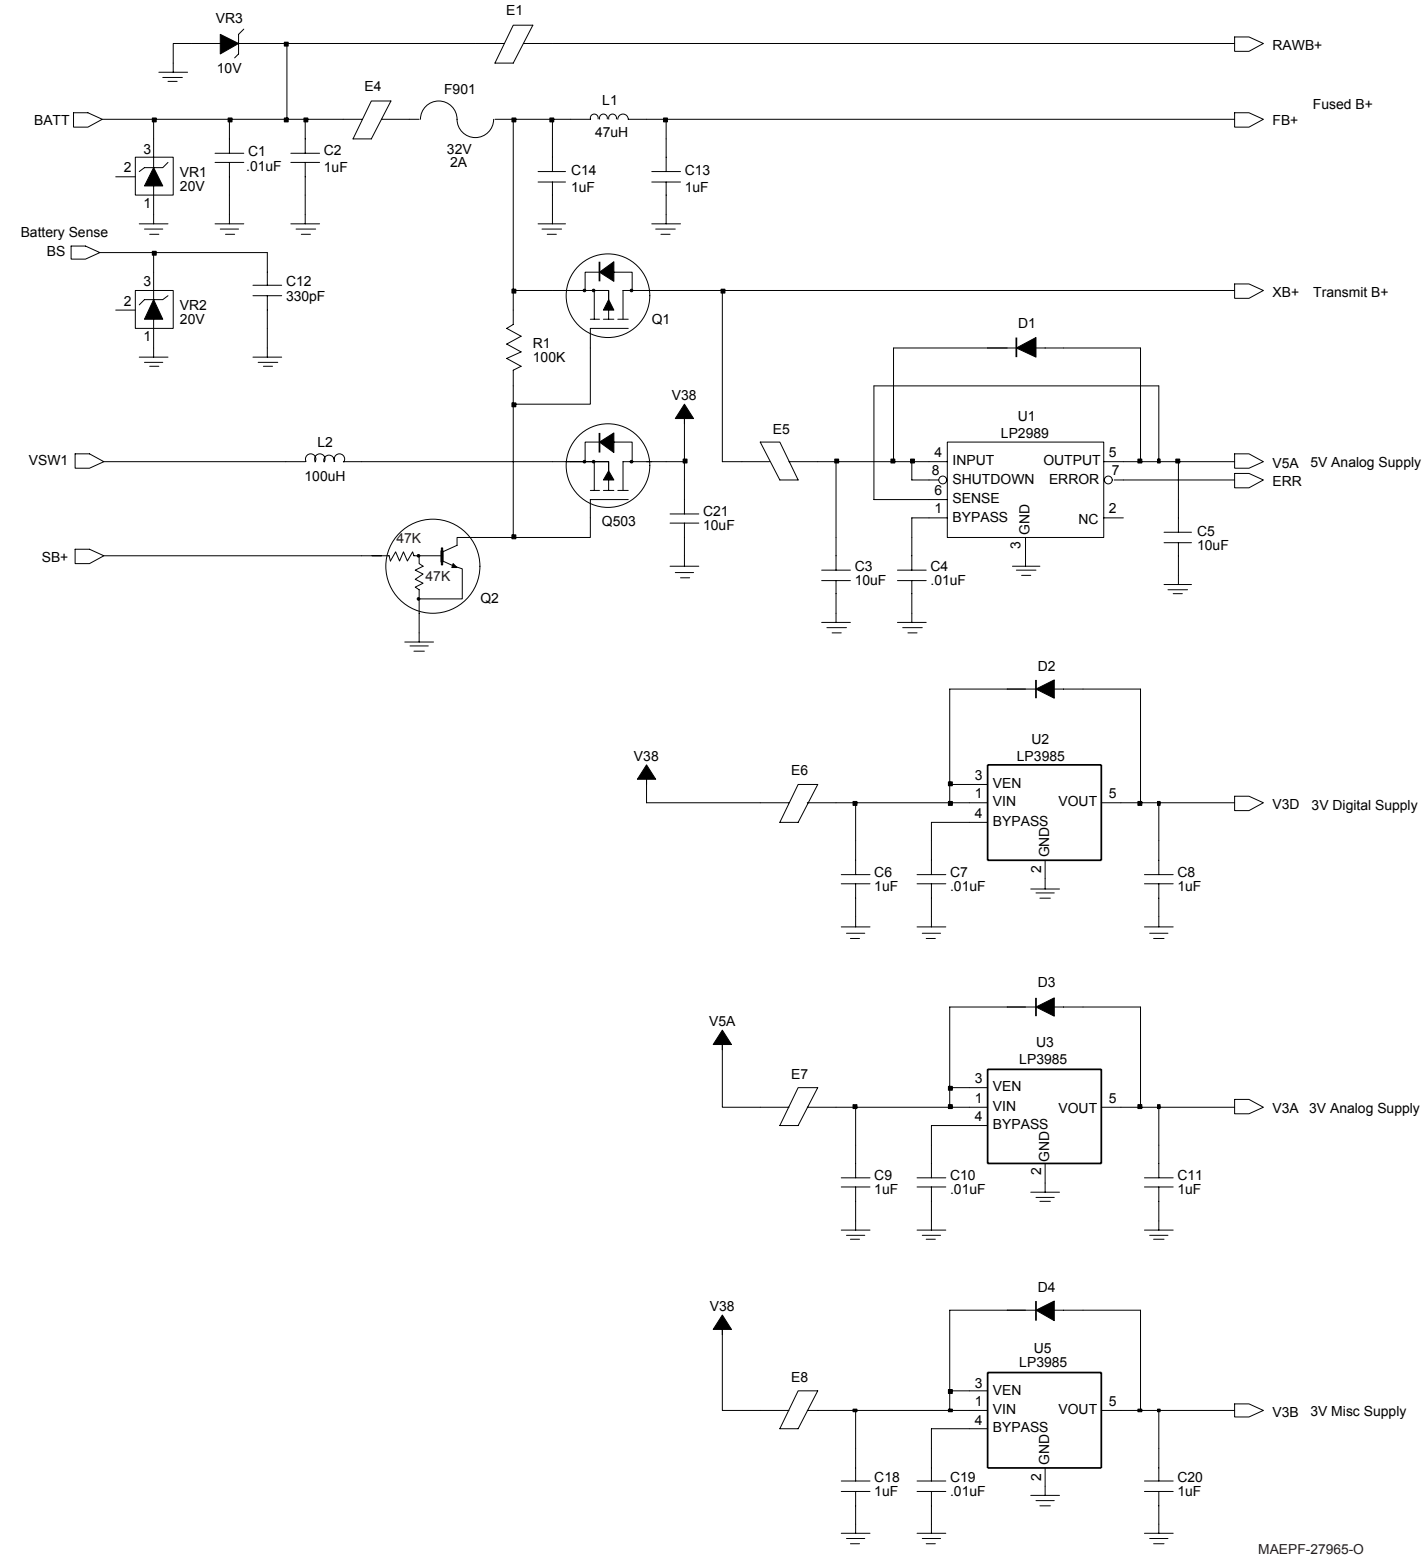 VR3
10V
E1
RAWB+
BATT
E4
F901
32V
2A
L1
47uH
Fused B+
FB+
3
2
1
VR1
20V
C1
.01uF
C2
1uF
C14
1uF
C13
1uF
Battery Sense
BS
3
2
1
VR2
20V
C12
330pF
Q1
XB+ Transmit B+
R1
100K
D1
V38
E5
U1
LP2989
VSW1
L2
100uH
Q503
C21
10uF
4 INPUT OUTPUT 5
8 SHUTDOWN ERROR 7
6 SENSE
1 BYPASS GND NC 2
3
V5A 5V Analog Supply
ERR
C5
10uF
SB+
47K
47K
Q2
C3
10uF
C4
.01uF
D2
V38
E6
U2
LP3985
3 VEN
1 VIN VOUT 5
4 BYPASS
GND
2
V3D 3V Digital Supply
C6
1uF
C7
.01uF
C8
1uF
D3
V5A
E7
U3
LP3985
3 VEN
1 VIN VOUT 5
4 BYPASS
GND
2
V3A 3V Analog Supply
C9
1uF
C10
.01uF
C11
1uF
D4
V38
E8
U5
LP3985
3 VEN
1 VIN VOUT 5
4 BYPASS
GND
2
V3B 3V Misc Supply
C18
1uF
C19
.01uF
C20
1uF
MAEPF-27965-O